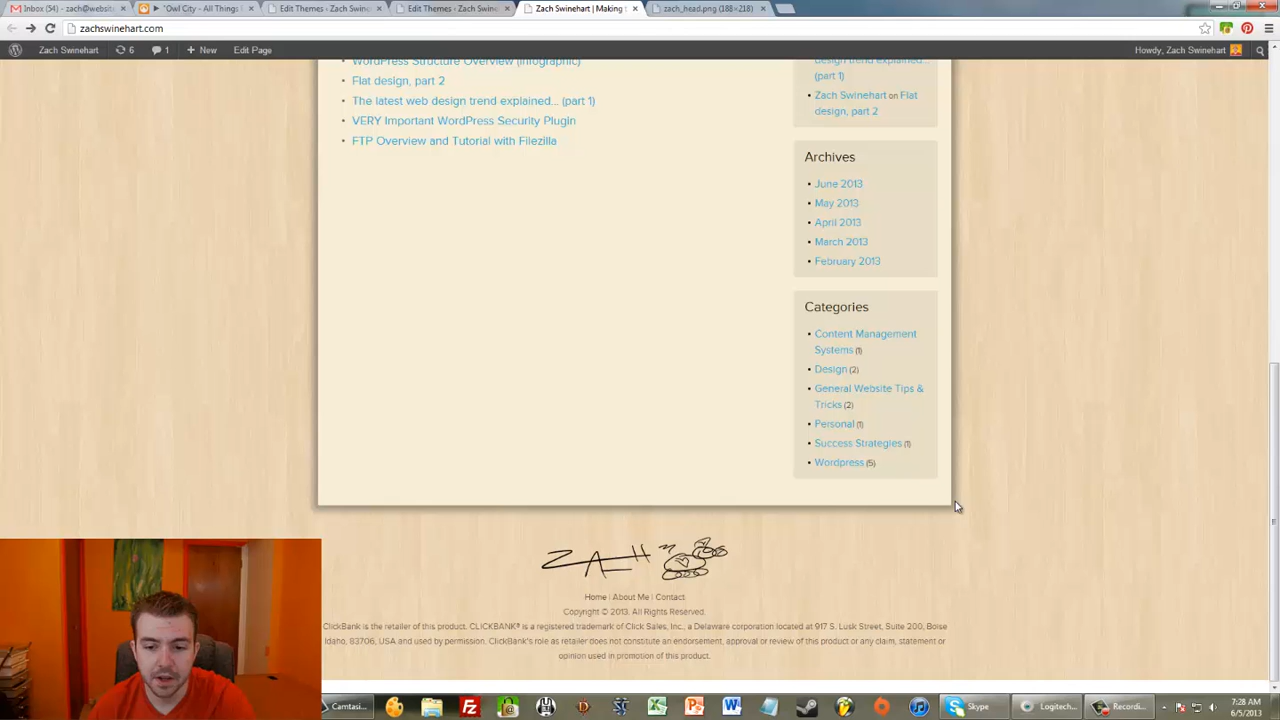 Inbox (54) - zach@website
"Owl City - All Things
Edit Themes ‹ Zach Swine
Edit Themes ‹ Zach Swine
Zach Swinehart | Making
zach_head.png (188×218)
zachswinehart.com
Zach Swinehart
6
1
+ New
Edit Page
Howdy, Zach Swinehart
WordPress Structure Overview (Infographic)
Flat design, part 2
The latest web design trend explained... (part 1)
VERY Important WordPress Security Plugin
FTP Overview and Tutorial with Filezilla
design trend explained...
(part 1)
Zach Swinehart on Flat
design, part 2
Archives
June 2013
May 2013
April 2013
March 2013
February 2013
Categories
Content Management
Systems (1)
Design (2)
General Website Tips &
Tricks (2)
Personal (1)
Success Strategies (1)
Wordpress (5)
ZACH
Home | About Me | Contact
Copyright © 2013. All Rights Reserved.
ClickBank is the retailer of this product. CLICKBANK® is a registered trademark of Click Sales, Inc., a Delaware corporation located at 917 S. Lusk Street, Suite 200, Boise
Idaho, 83706, USA and used by permission. ClickBank's role as retailer does not constitute an endorsement, approval or review of this product or any claim, statement or
opinion used in promotion of this product.
Camtasi...
Skype
Logitech...
Recordi...
7:28 AM
6/5/2013